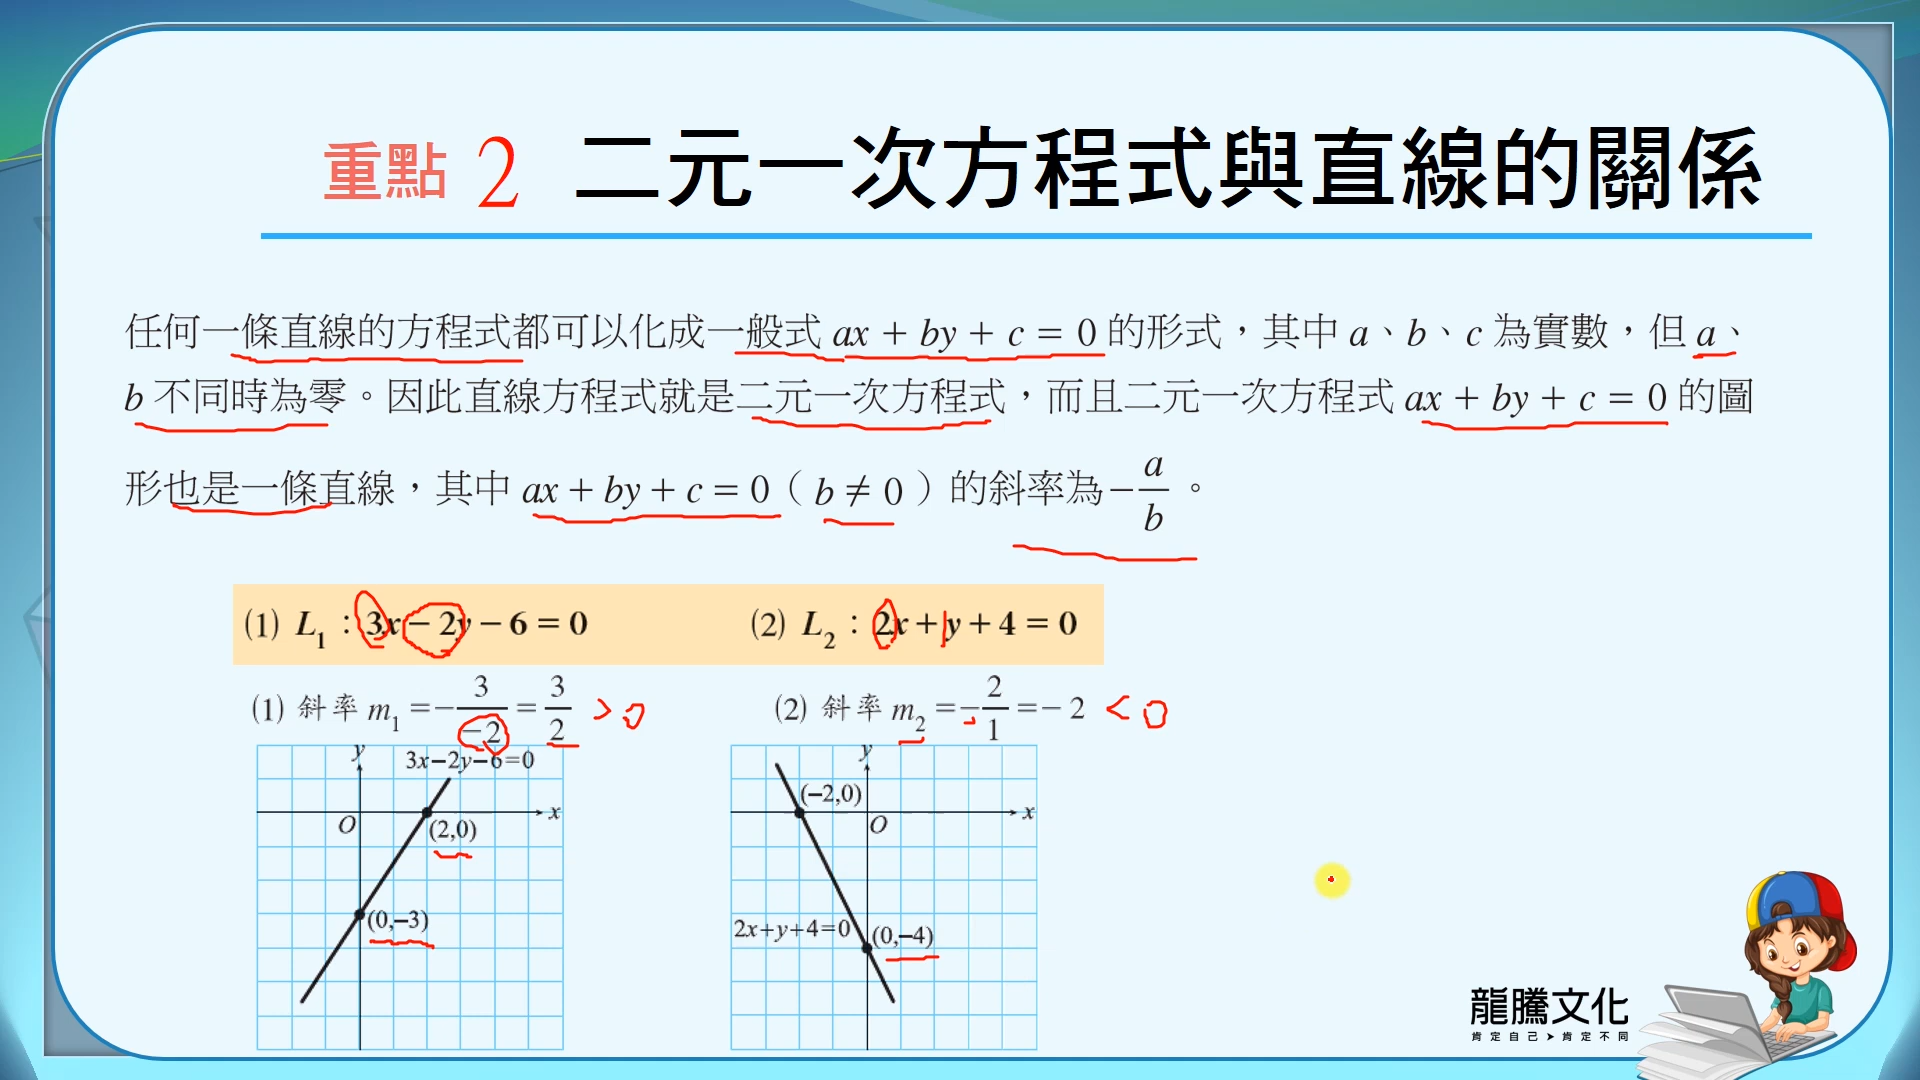 重點 2 二元一次方程式與直線的關係
任何一條直線的方程式都可以化成一般式 ax + by + c = 0 的形式，其中 a、b、c 為實數，但 a、
b 不同時為零。因此直線方程式就是二元一次方程式，而且二元一次方程式 ax + by + c = 0 的圖
形也是一條直線，其中 ax + by + c = 0（b ≠ 0）的斜率為 −a/b 。
(1) L₁：3x − 2y − 6 = 0 (2) L₂：2x + y + 4 = 0
(1) 斜率 m₁ = −3/−2 = 3/2 > 0 (2) 斜率 m₂ = −2/1 = −2 < 0
y
3x−2y−6=0
x
O
(2,0)
(0,−3)
y
(−2,0)
x
O
2x+y+4=0
(0,−4)
龍騰文化
肯定自己➤肯定不同